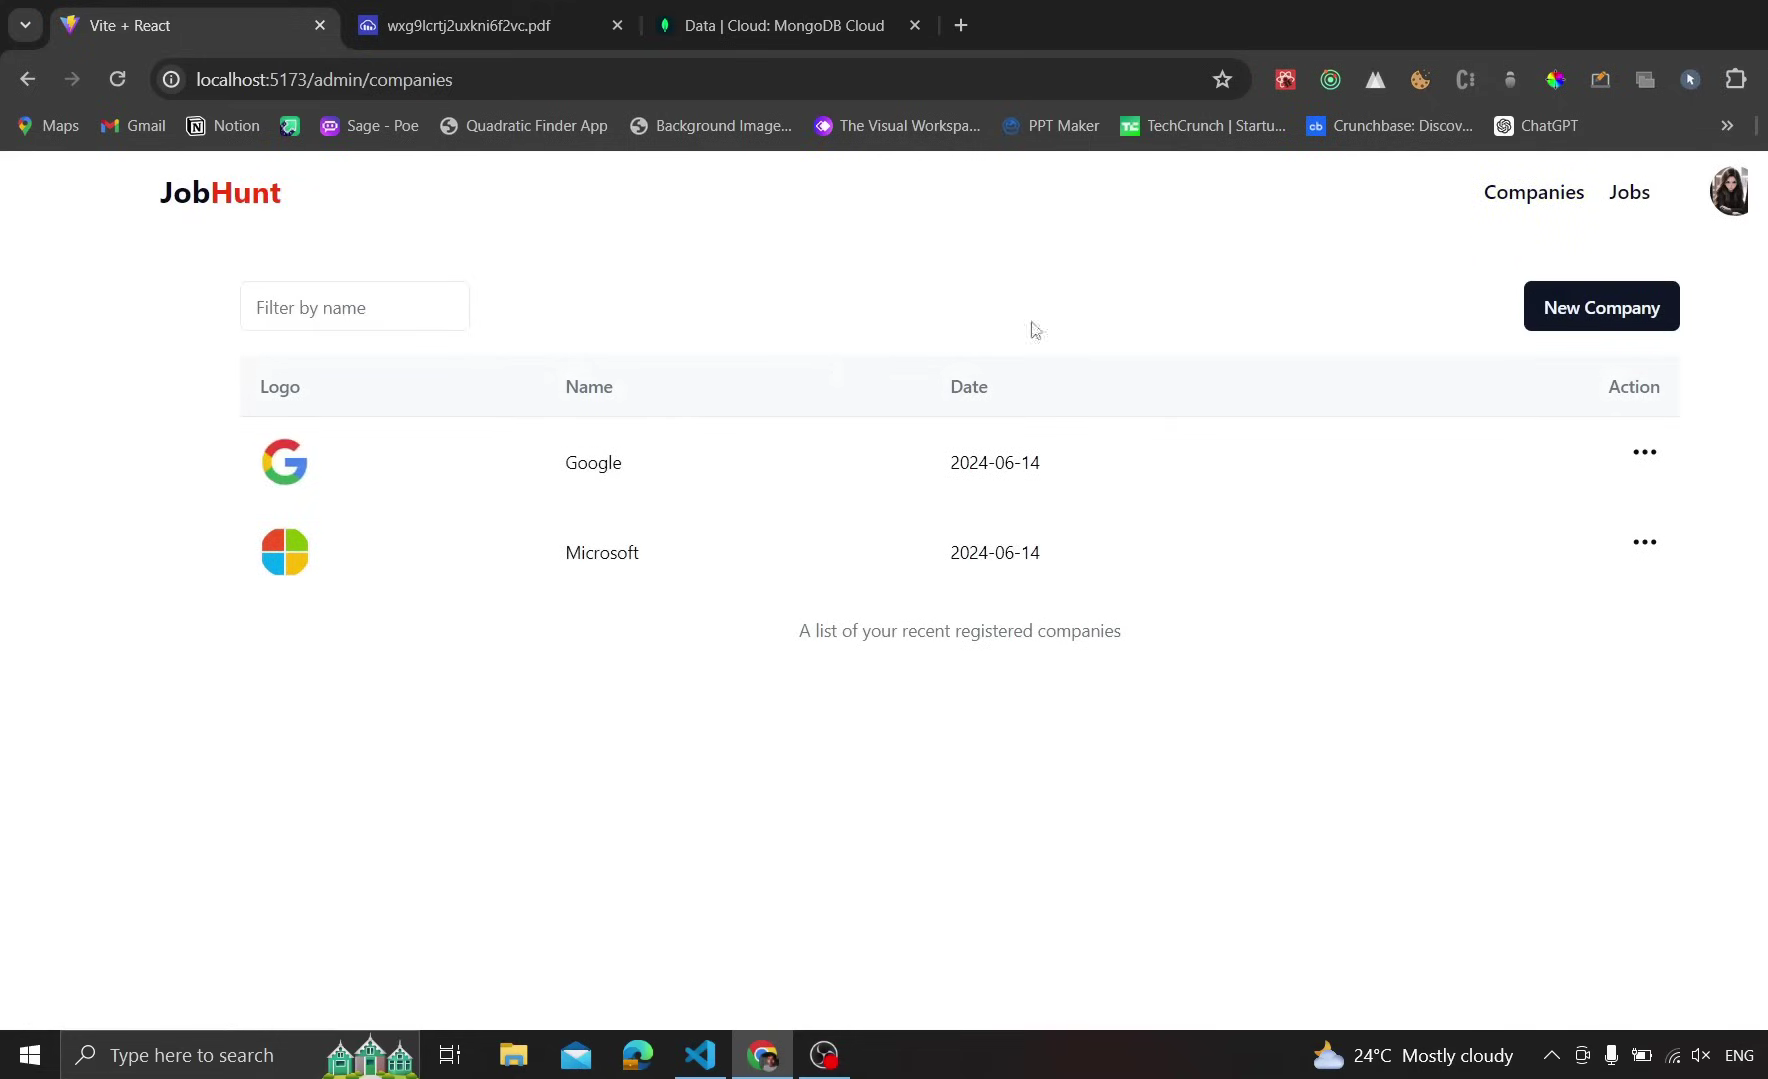 Vite + React
wxg9lcrtj2uxkni6f2vc.pdf
Data | Cloud: MongoDB Cloud
localhost:5173/admin/companies
Maps
Gmail
Notion
Sage - Poe
Quadratic Finder App
Background Image...
The Visual Workspa...
PPT Maker
TechCrunch | Startu...
Crunchbase: Discov...
ChatGPT
JobHunt
Companies
Jobs
Filter by name
New Company
Logo Name Date Action
Google 2024-06-14
Microsoft 2024-06-14
A list of your recent registered companies
Type here to search
24°C Mostly cloudy
ENG